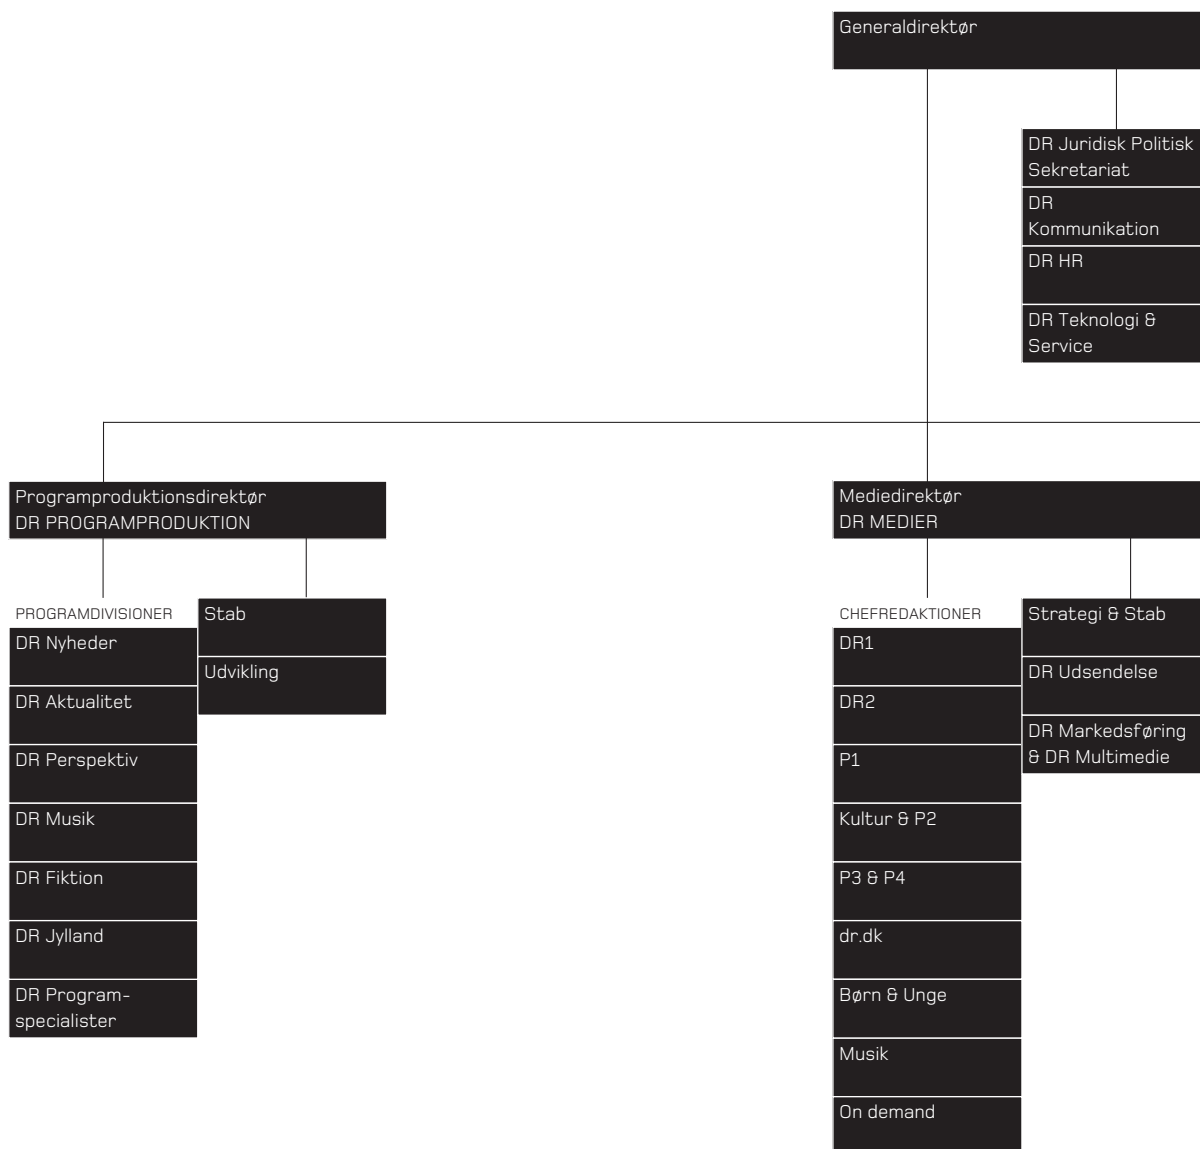 Generaldirektør
DR Juridisk Politisk
Sekretariat
DR
Kommunikation
DR HR
DR Teknologi &
Service
Programproduktionsdirektør
DR PROGRAMPRODUKTION
PROGRAMDIVISIONER
DR Nyheder
DR Aktualitet
DR Perspektiv
DR Musik
DR Fiktion
DR Jylland
DR Program-
specialister
Stab
Udvikling
Mediedirektør
DR MEDIER
CHEFREDAKTIONER
DR1
DR2
P1
Kultur & P2
P3 & P4
dr.dk
Børn & Unge
Musik
On demand
Strategi & Stab
DR Udsendelse
DR Markedsføring
& DR Multimedie